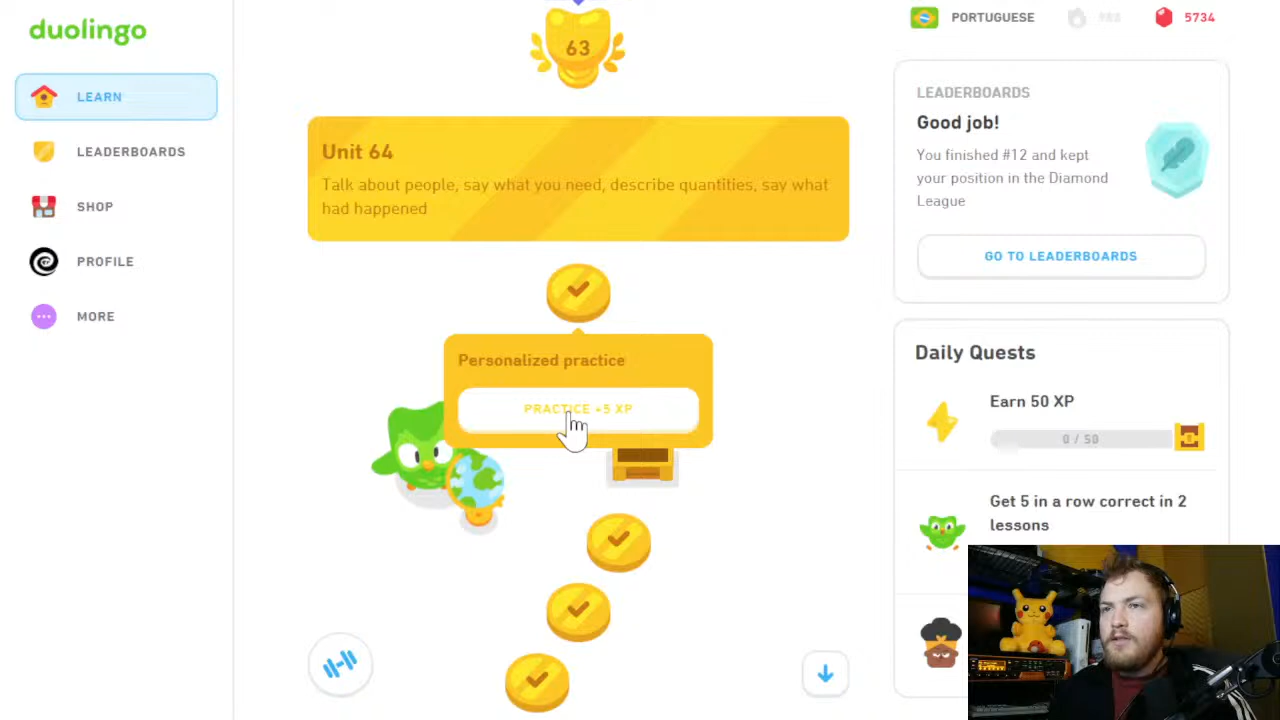 duolingo
LEARN
LEADERBOARDS
SHOP
PROFILE
MORE
63
Unit 64
Talk about people, say what you need, describe quantities, say what
had happened
Personalized practice
PRACTICE +5 XP
PORTUGUESE
5734
LEADERBOARDS
Good job!
You finished #12 and kept
your position in the Diamond
League
GO TO LEADERBOARDS
Daily Quests
Earn 50 XP
0 / 50
Get 5 in a row correct in 2
lessons